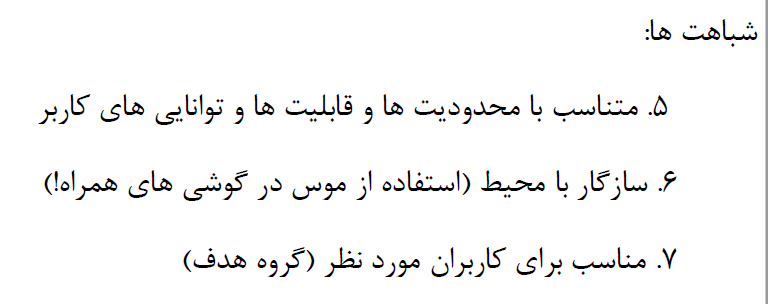 شباهت ها:
۵. متناسب با محدودیت ها و قابلیت ها و توانایی های کاربر
۶. سازگار با محیط (استفاده از موس در گوشی های همراه!)
۷. مناسب برای کاربران مورد نظر (گروه هدف)